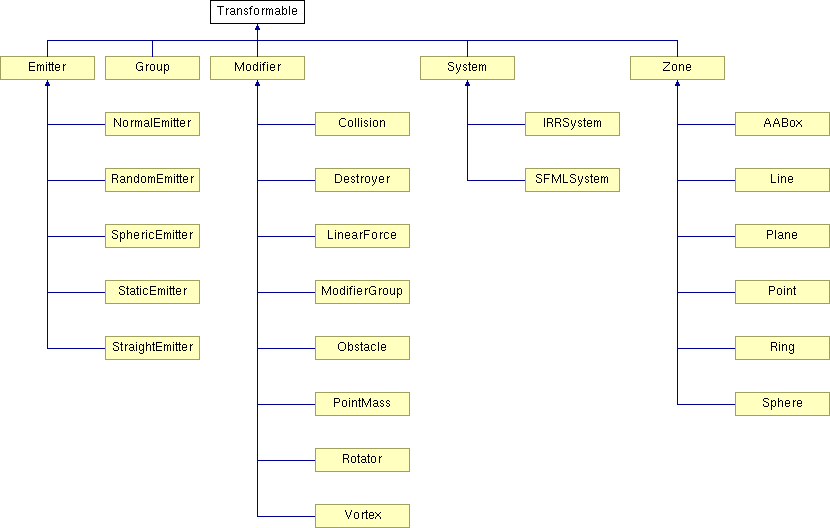 Transformable
Emitter
Group
Modifier
System
Zone
NormalEmitter
Collision
IRRSystem
AABox
RandomEmitter
Destroyer
SFMLSystem
Line
SphericEmitter
LinearForce
Plane
StaticEmitter
ModifierGroup
Point
StraightEmitter
Obstacle
Ring
PointMass
Sphere
Rotator
Vortex